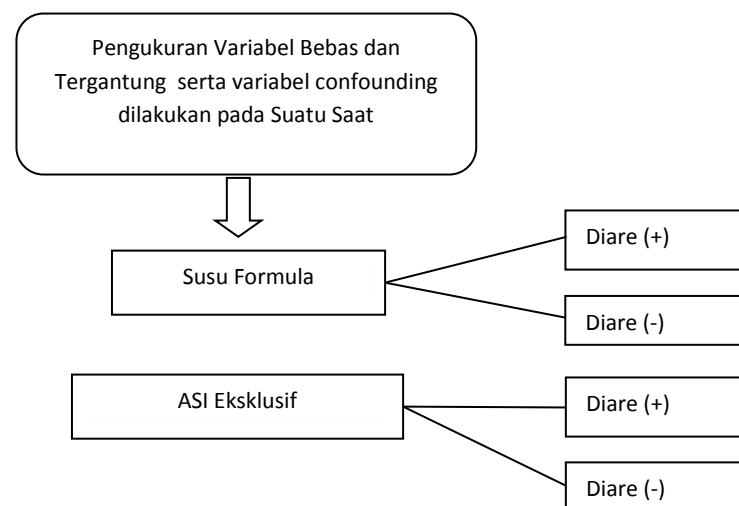 Pengukuran Variabel Bebas dan
Tergantung serta variabel confounding
dilakukan pada Suatu Saat
Diare (+)
Susu Formula
Diare (-)
ASI Eksklusif
Diare (+)
Diare (-)